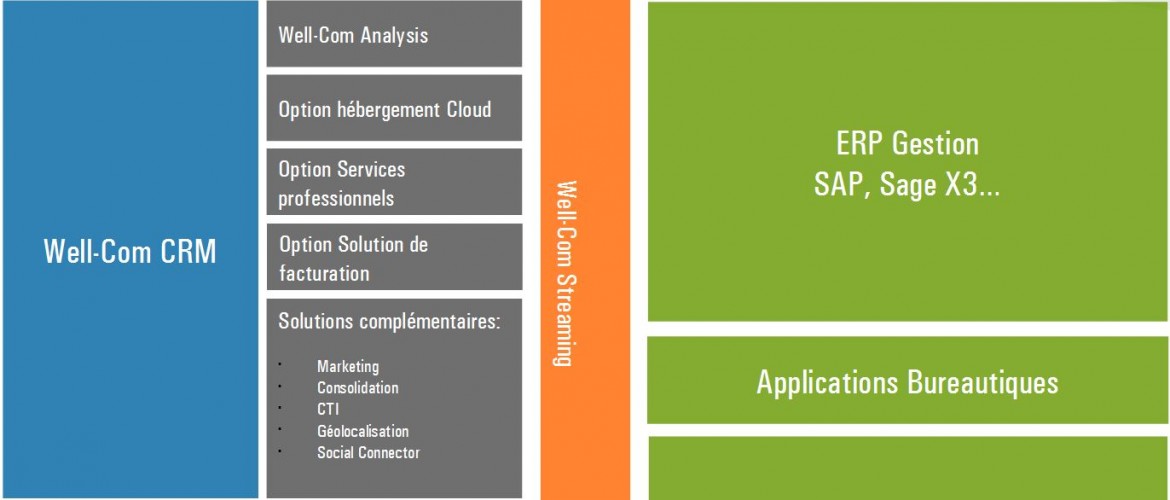 Well-Com CRM
Well-Com Analysis
Option hébergement Cloud
Option Services
professionnels
Option Solution de
facturation
Solutions complémentaires:
· Marketing
· Consolidation
· CTI
· Géolocalisation
· Social Connector
Well-Com Streaming
ERP Gestion
SAP, Sage X3...
Applications Bureautiques